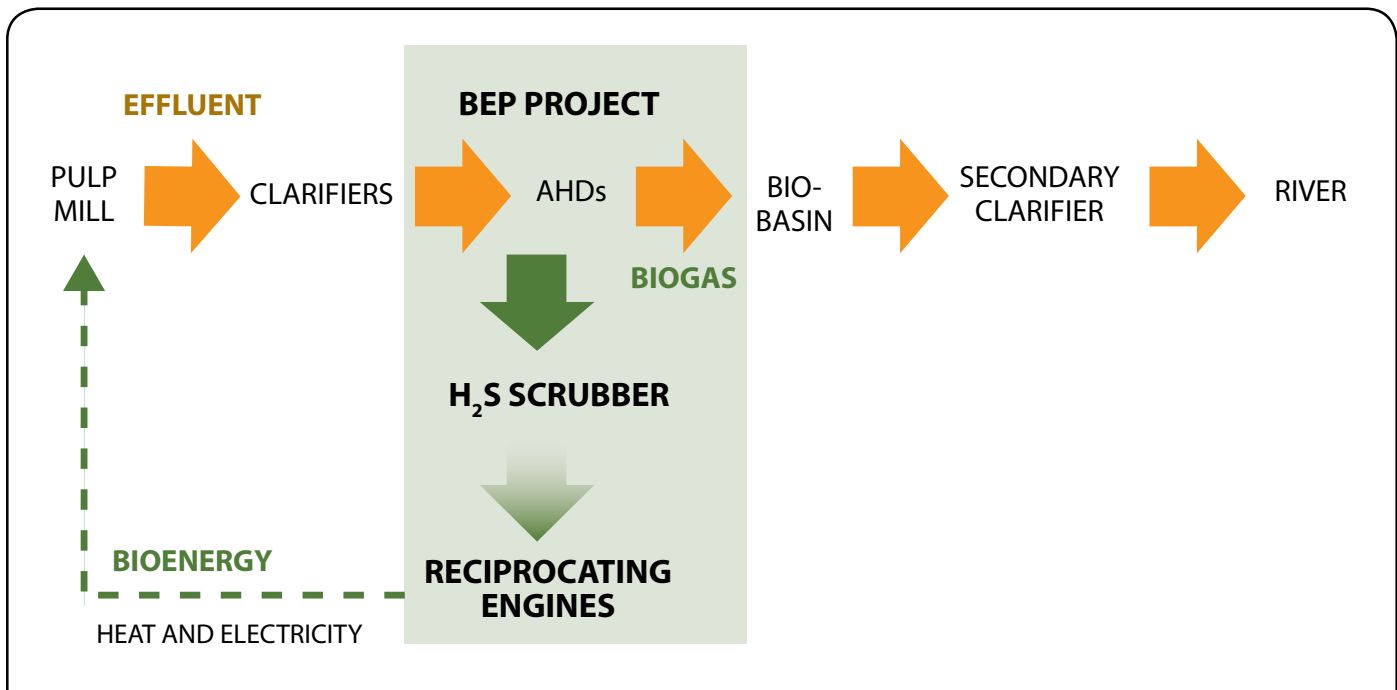 EFFLUENT
BEP PROJECT
PULP
MILL
CLARIFIERS
AHDs
BIO-
BASIN
SECONDARY
CLARIFIER
RIVER
BIOGAS
H₂S SCRUBBER
RECIPROCATING
ENGINES
BIOENERGY
HEAT AND ELECTRICITY